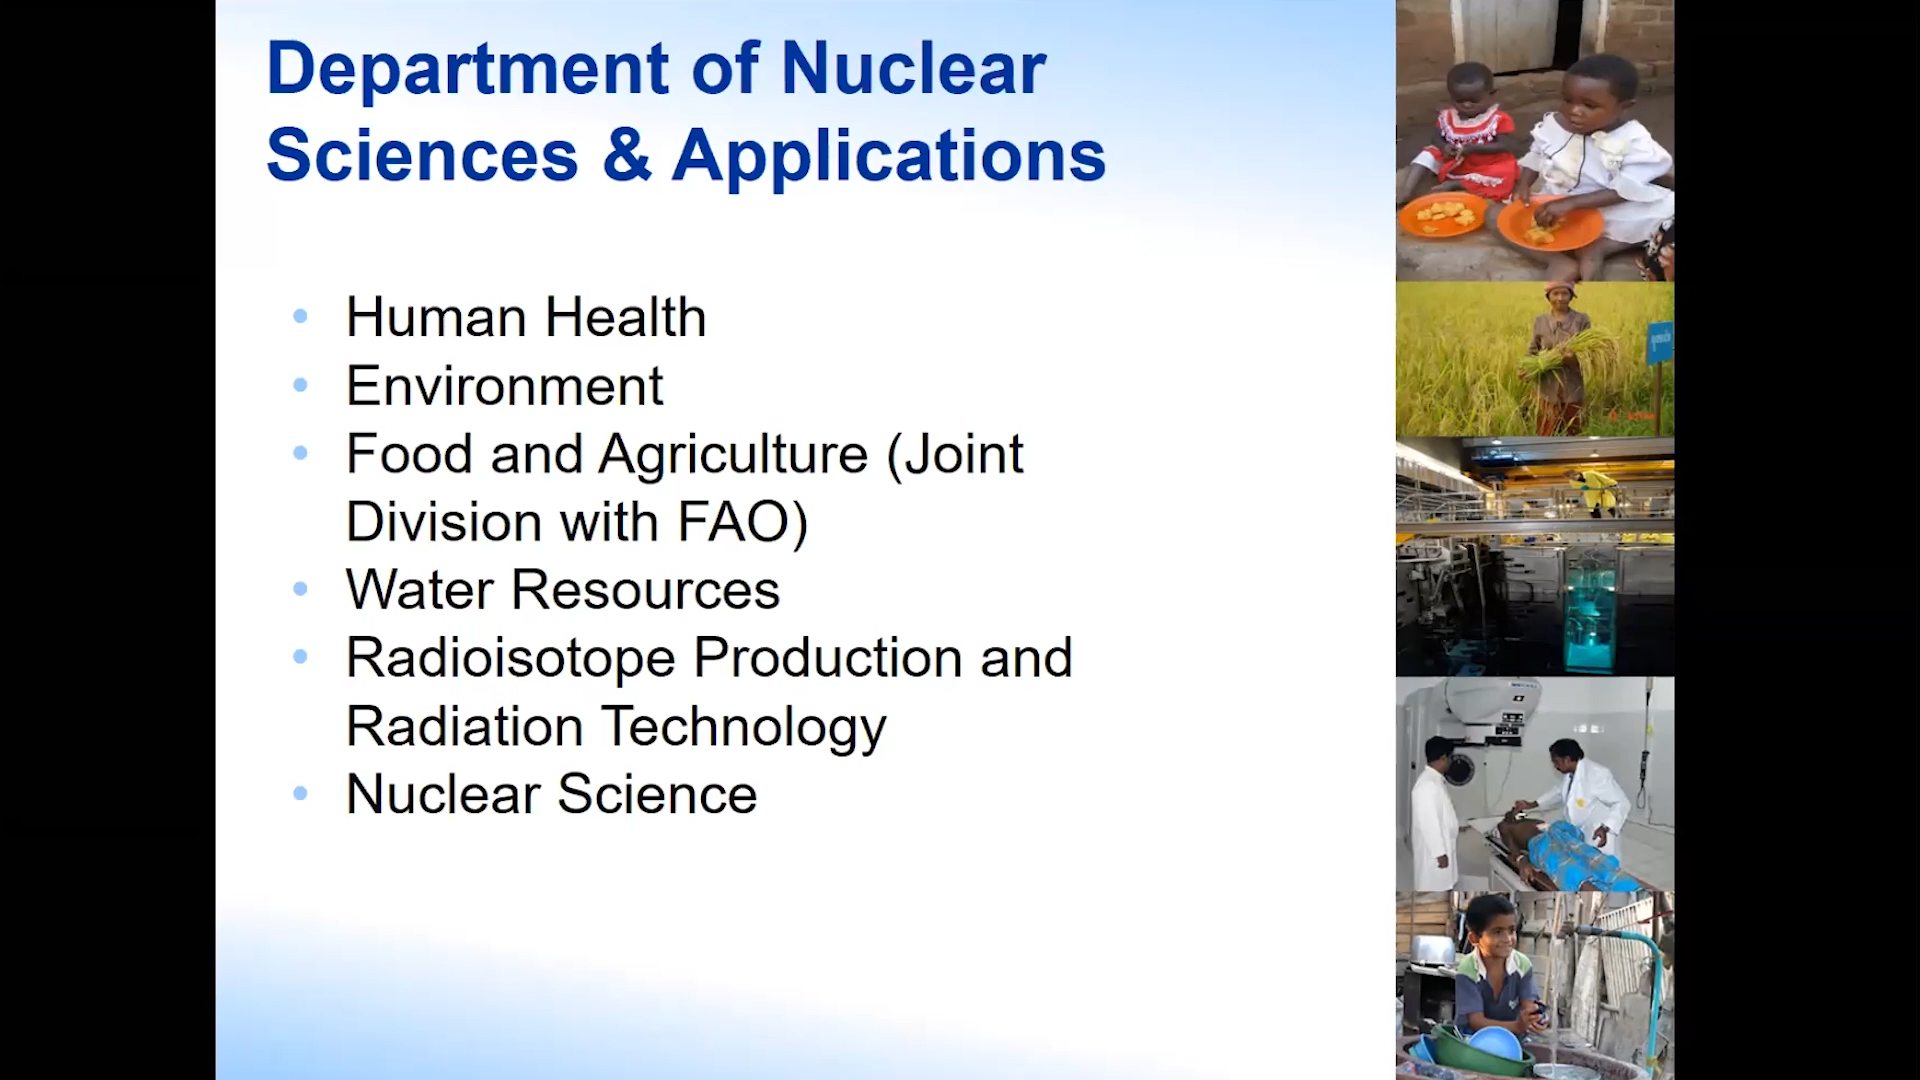 Department of Nuclear
Sciences & Applications
• Human Health
• Environment
• Food and Agriculture (Joint
Division with FAO)
• Water Resources
• Radioisotope Production and
Radiation Technology
• Nuclear Science